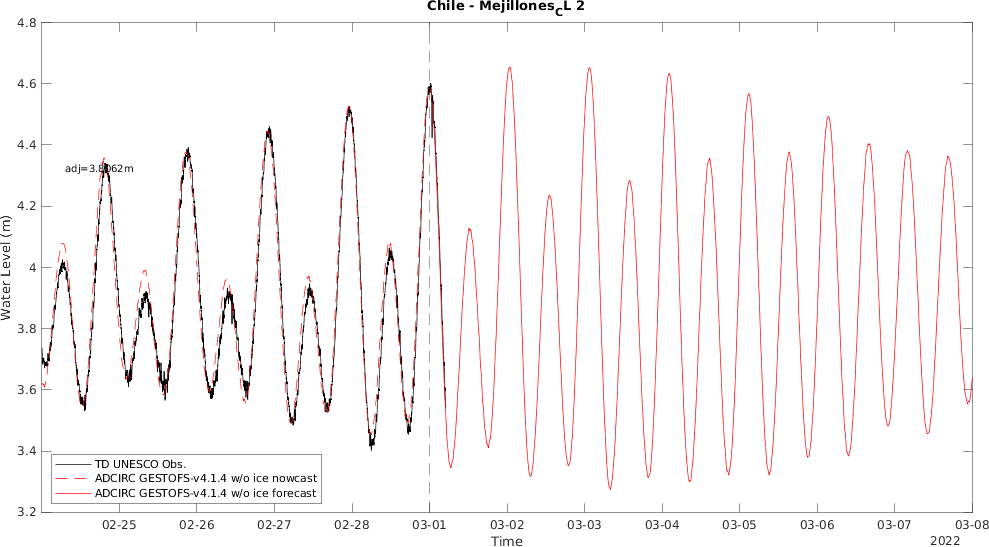 Chile - Mejillones_CL 2
4.8
4.6
4.4
4.2
4
3.8
3.6
3.4
3.2
Water Level (m)
adj=3.8062m
TD UNESCO Obs.
ADCIRC GESTOFS-v4.1.4 w/o ice nowcast
ADCIRC GESTOFS-v4.1.4 w/o ice forecast
02-25 02-26 02-27 02-28 03-01 03-02 03-03 03-04 03-05 03-06 03-07 03-08
Time
2022